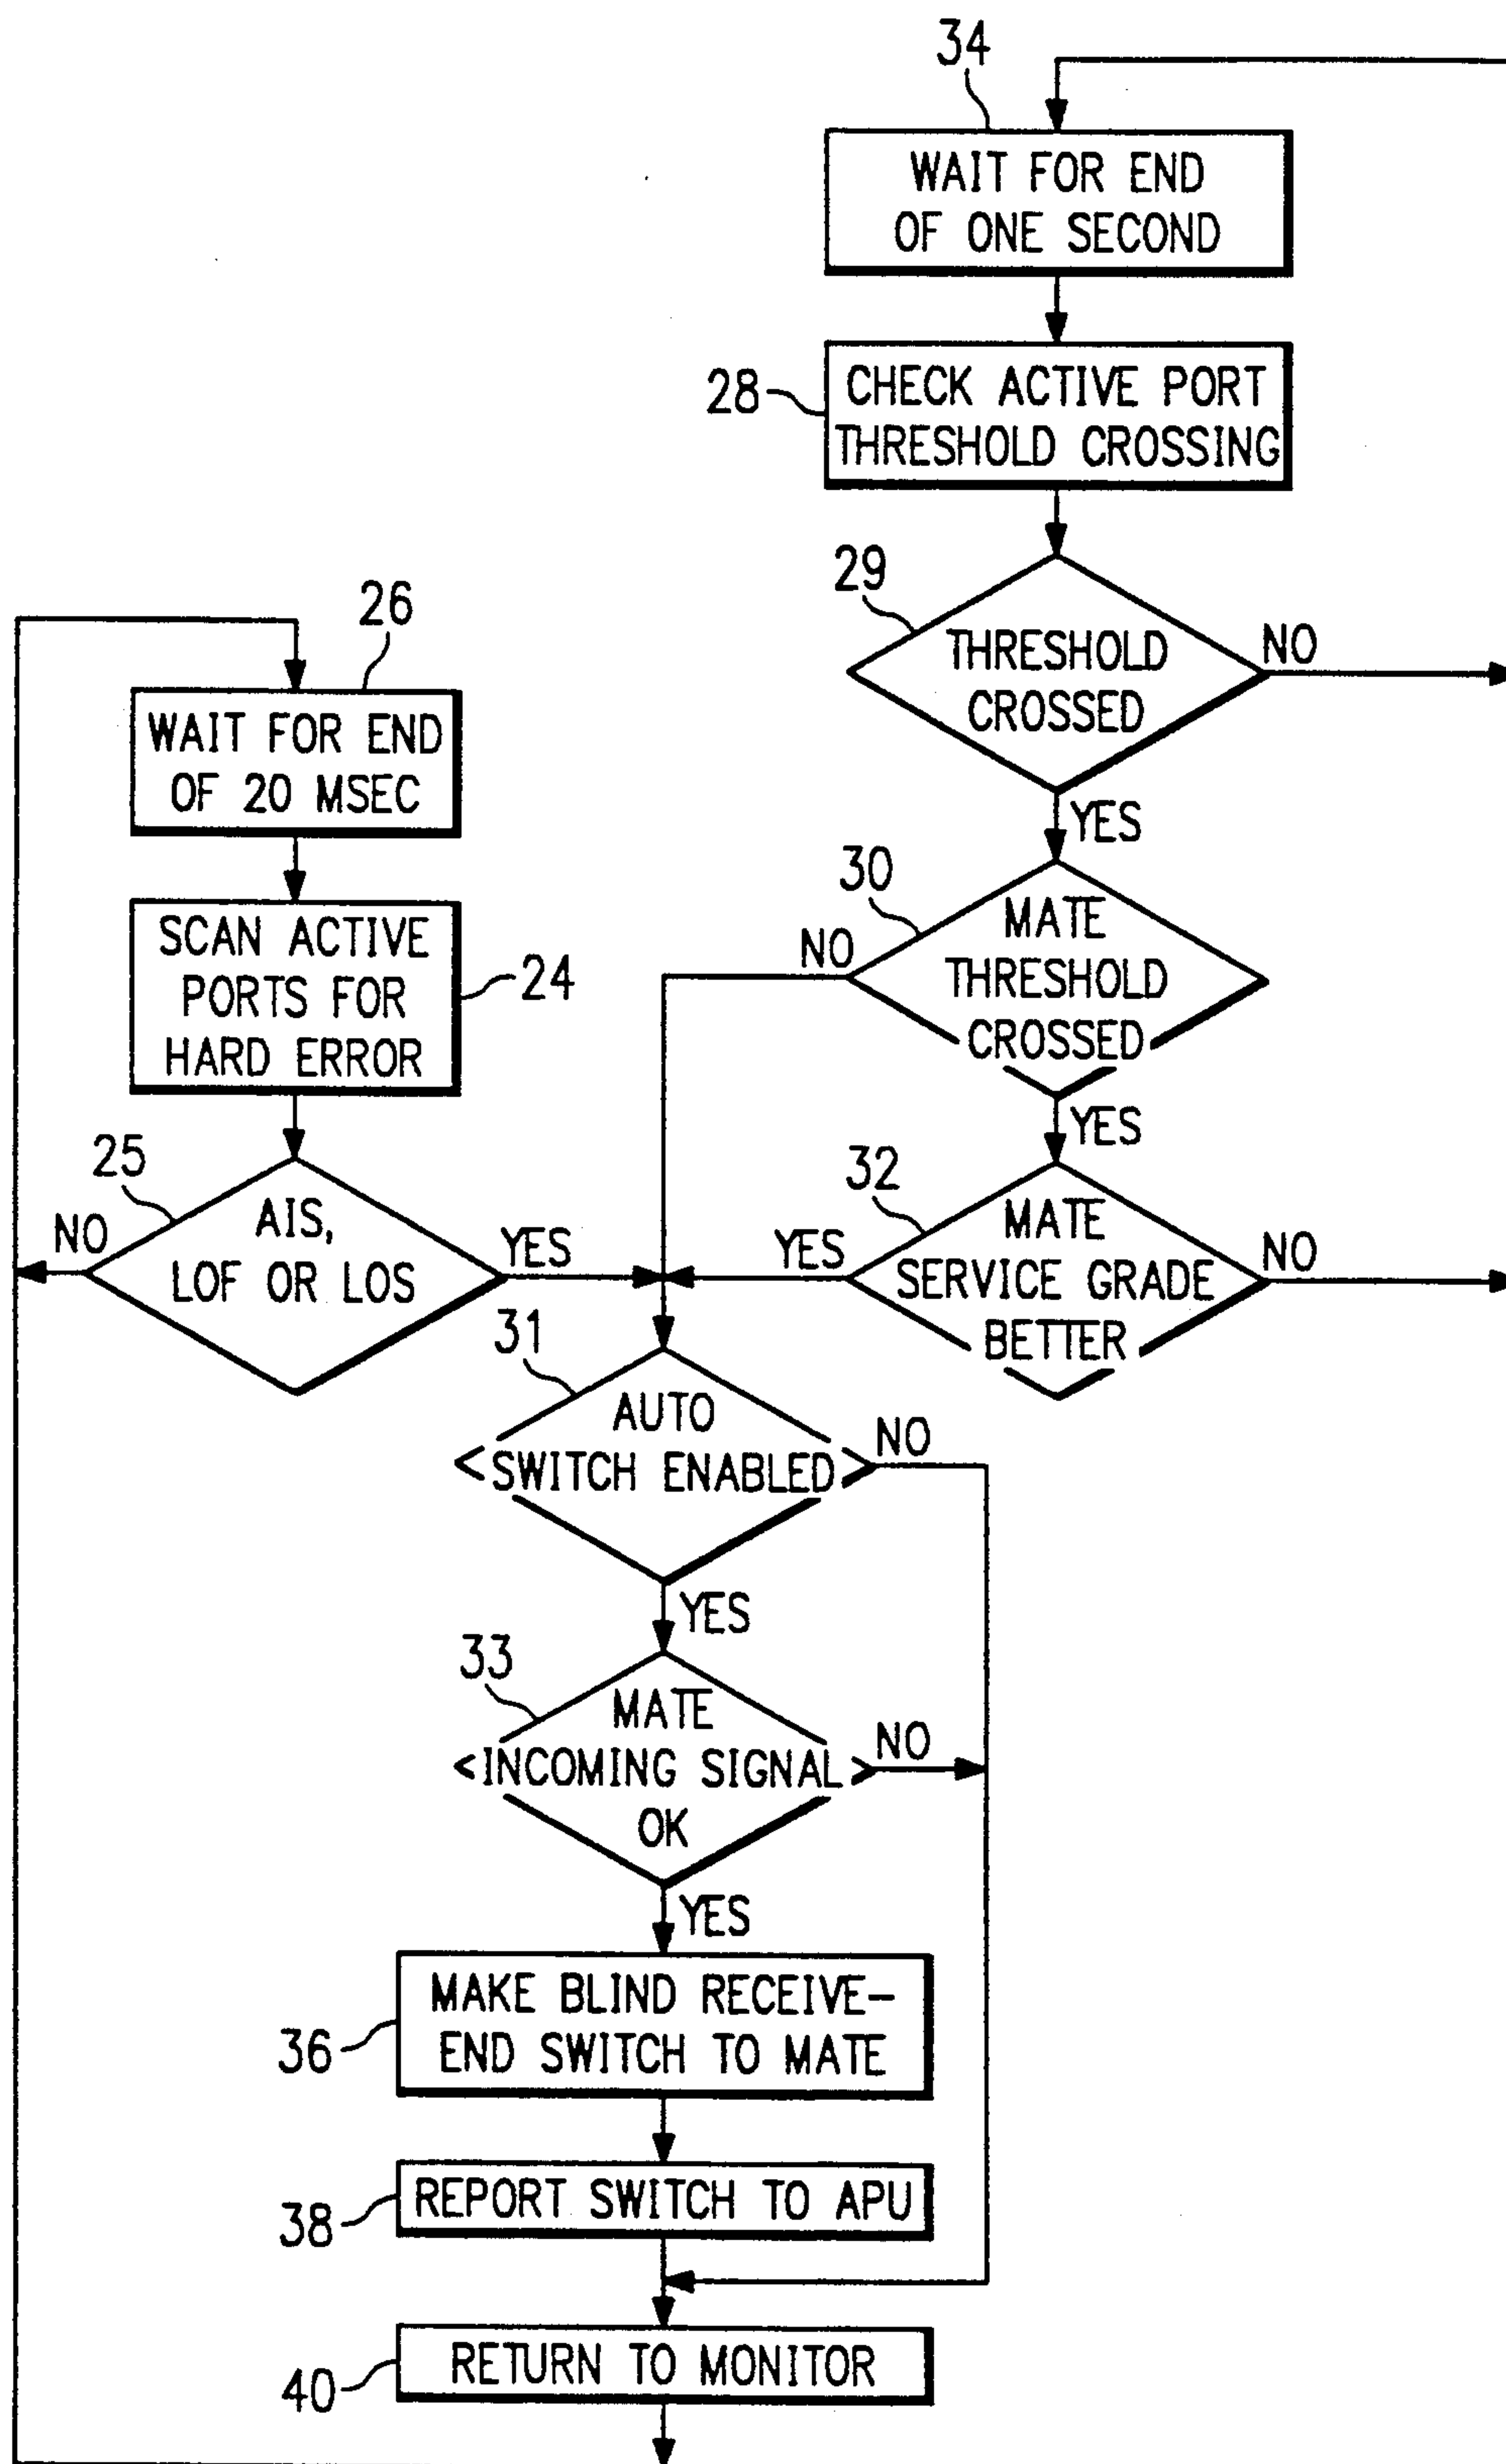 34
WAIT FOR END
OF ONE SECOND
28
CHECK ACTIVE PORT
THRESHOLD CROSSING
29
THRESHOLD
CROSSED
NO
YES
30
MATE
THRESHOLD
CROSSED
NO
YES
32
MATE
SERVICE GRADE
BETTER
YES
NO
26
WAIT FOR END
OF 20 MSEC
SCAN ACTIVE
PORTS FOR
HARD ERROR
24
25
AIS,
LOF OR LOS
NO
YES
31
AUTO
SWITCH ENABLED
NO
YES
33
MATE
INCOMING SIGNAL
OK
NO
YES
36
MAKE BLIND RECEIVE-
END SWITCH TO MATE
38
REPORT SWITCH TO APU
40
RETURN TO MONITOR